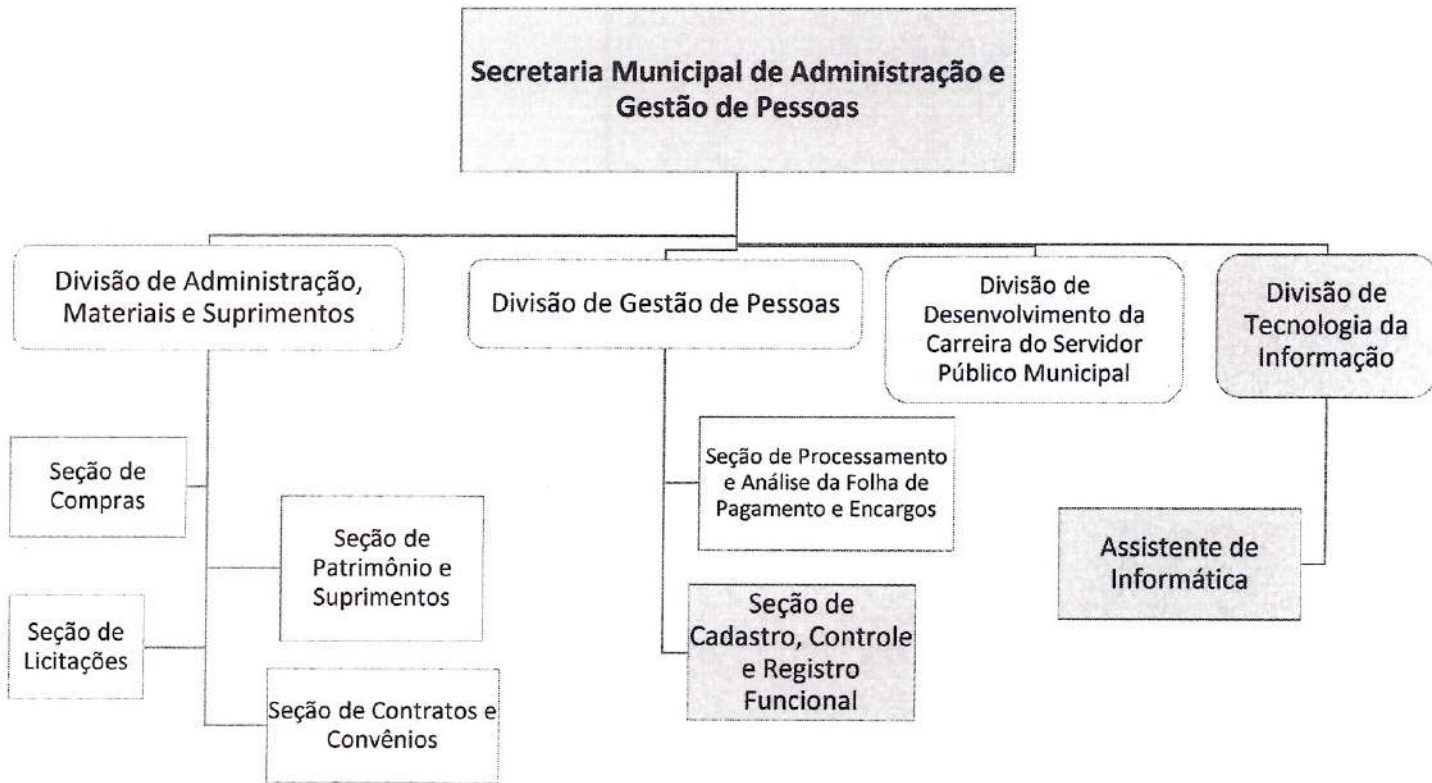 Secretaria Municipal de Administração e
Gestão de Pessoas
Divisão de Administração,
Materiais e Suprimentos
Divisão de Gestão de Pessoas
Divisão de
Desenvolvimento da
Carreira do Servidor
Público Municipal
Divisão de
Tecnologia da
Informação
Seção de
Compras
Seção de
Patrimônio e
Suprimentos
Seção de
Licitações
Seção de Contratos e
Convênios
Seção de Processamento
e Análise da Folha de
Pagamento e Encargos
Seção de
Cadastro, Controle
e Registro
Funcional
Assistente de
Informática